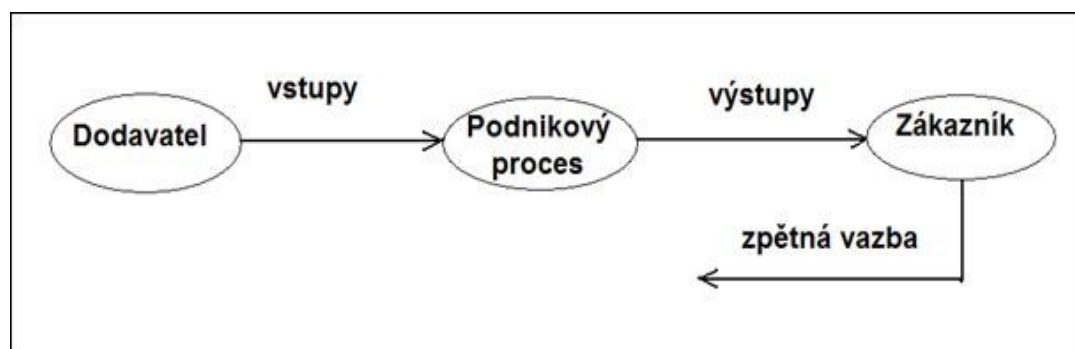 vstupy
výstupy
Dodavatel
Podnikový
proces
Zákazník
zpětná vazba